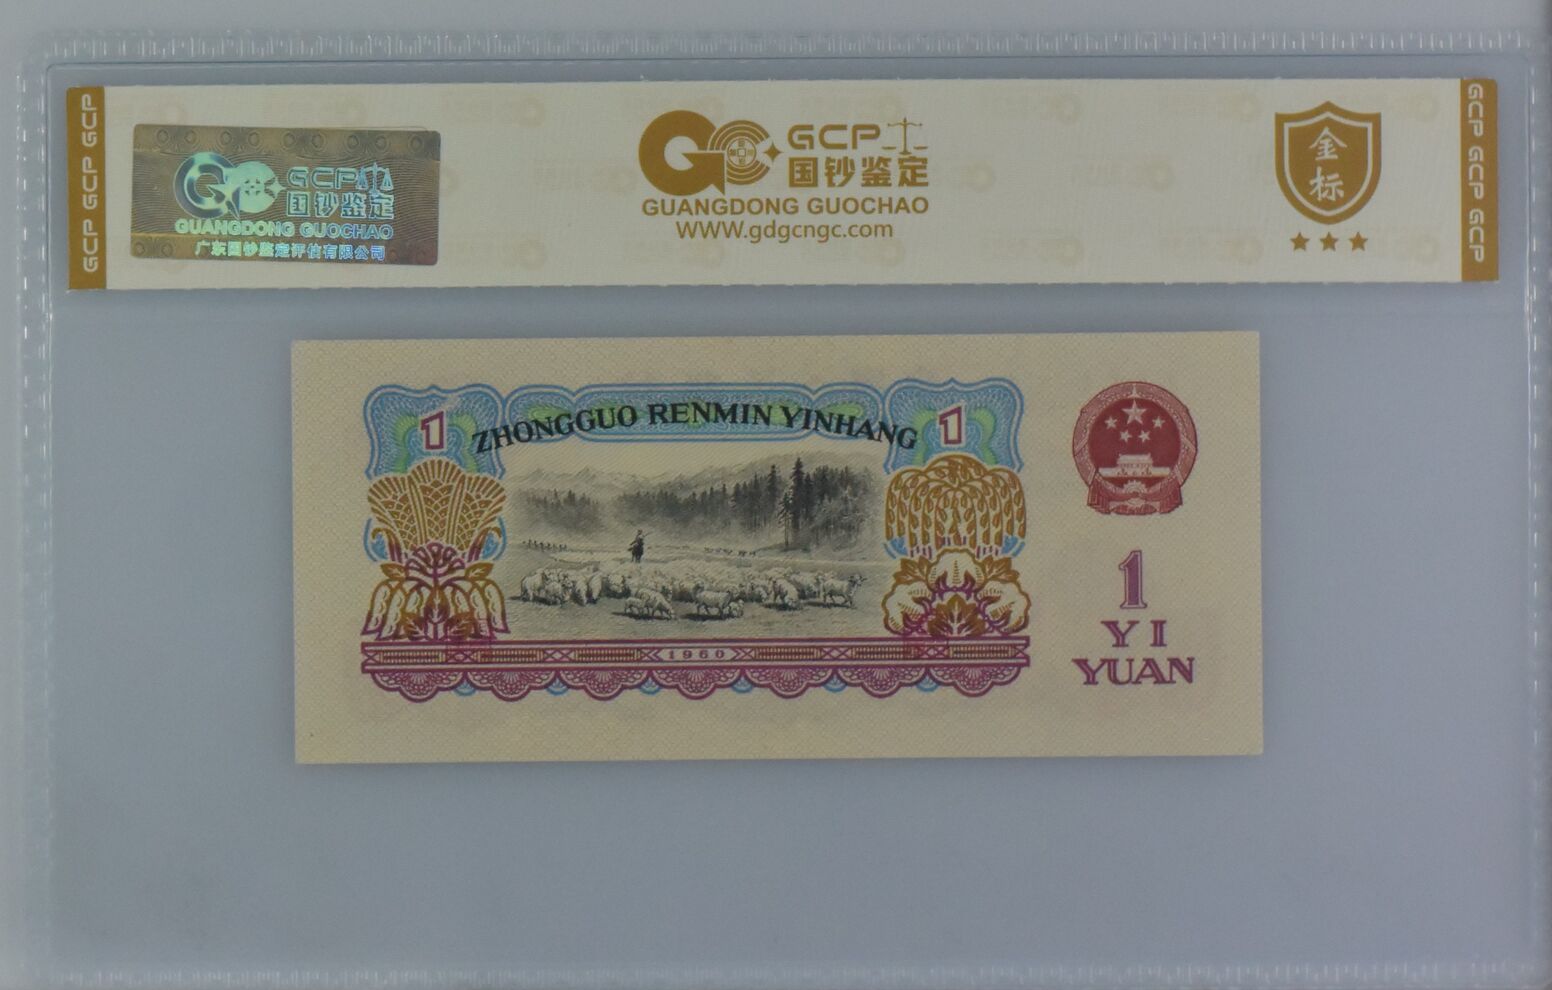 GCP GCP GCP
GCP
国钞鉴定
GUANGDONG GUOCHAO
广东国钞鉴定评估有限公司
GCP
国钞鉴定
GUANGDONG GUOCHAO
WWW.gdgcngc.com
金
标
GCP GCP GCP
1
ZHONGGUO RENMIN YINHANG
1
1960
1
YI
YUAN